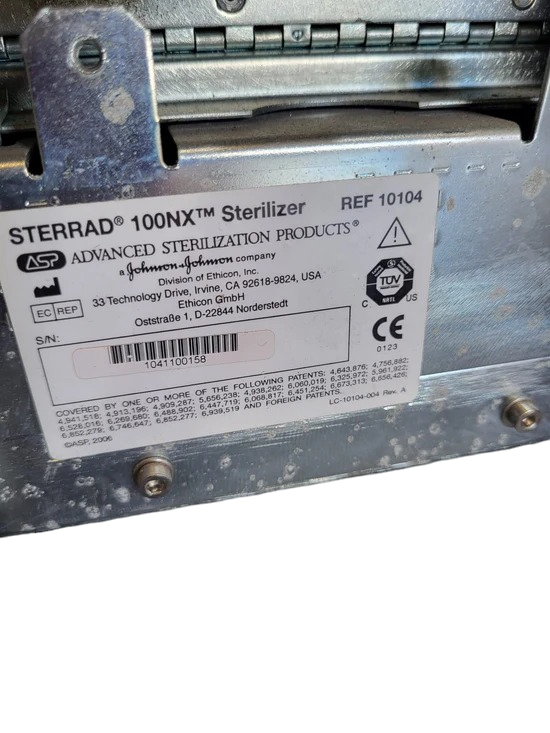 STERRAD® 100NX™ Sterilizer REF 10104
ASP ADVANCED STERILIZATION PRODUCTS®
a Johnson & Johnson company
Division of Ethicon, Inc.
33 Technology Drive, Irvine, CA 92618-9824, USA
EC REP
Ethicon GmbH
Oststraße 1, D-22844 Norderstedt
TÜV
C NRTL US
CE
0123
S/N:
1041100158
COVERED BY ONE OR MORE OF THE FOLLOWING PATENTS: 4,643,876; 4,756,882;
4,941,518; 4,913,196; 4,909,287; 5,656,238; 4,938,262; 6,325,972; 5,961,922;
6,528,016; 6,269,680; 6,488,902; 6,060,019; 6,451,254; 6,656,426;
6,852,279; 6,746,647; 6,447,719; 6,068,817; 6,673,313;
6,852,277; 6,939,519 AND FOREIGN PATENTS.
©ASP, 2006
LC-10104-004 Rev. A